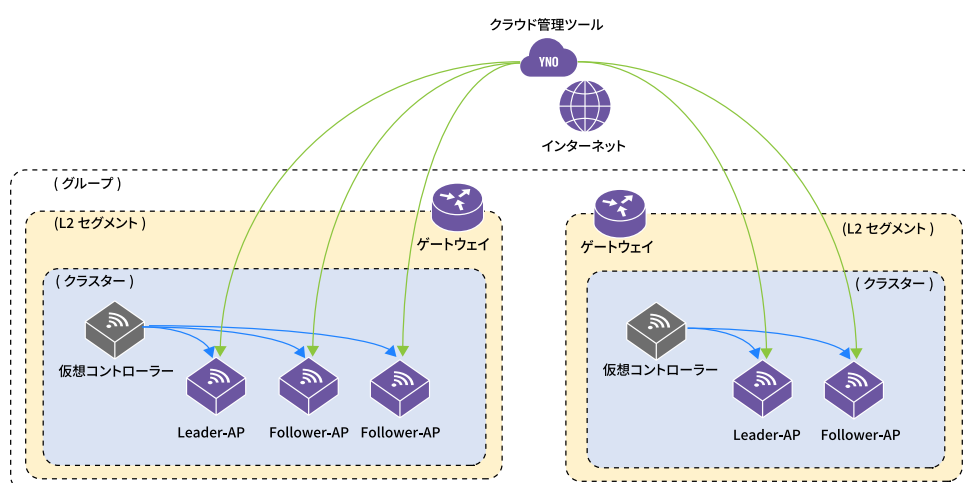 クラウド管理ツール
YNO
インターネット
( グループ )
(L2 セグメント )
ゲートウェイ
( クラスター )
仮想コントローラー
Leader-AP
Follower-AP
Follower-AP
ゲートウェイ
(L2 セグメント )
( クラスター )
仮想コントローラー
Leader-AP
Follower-AP